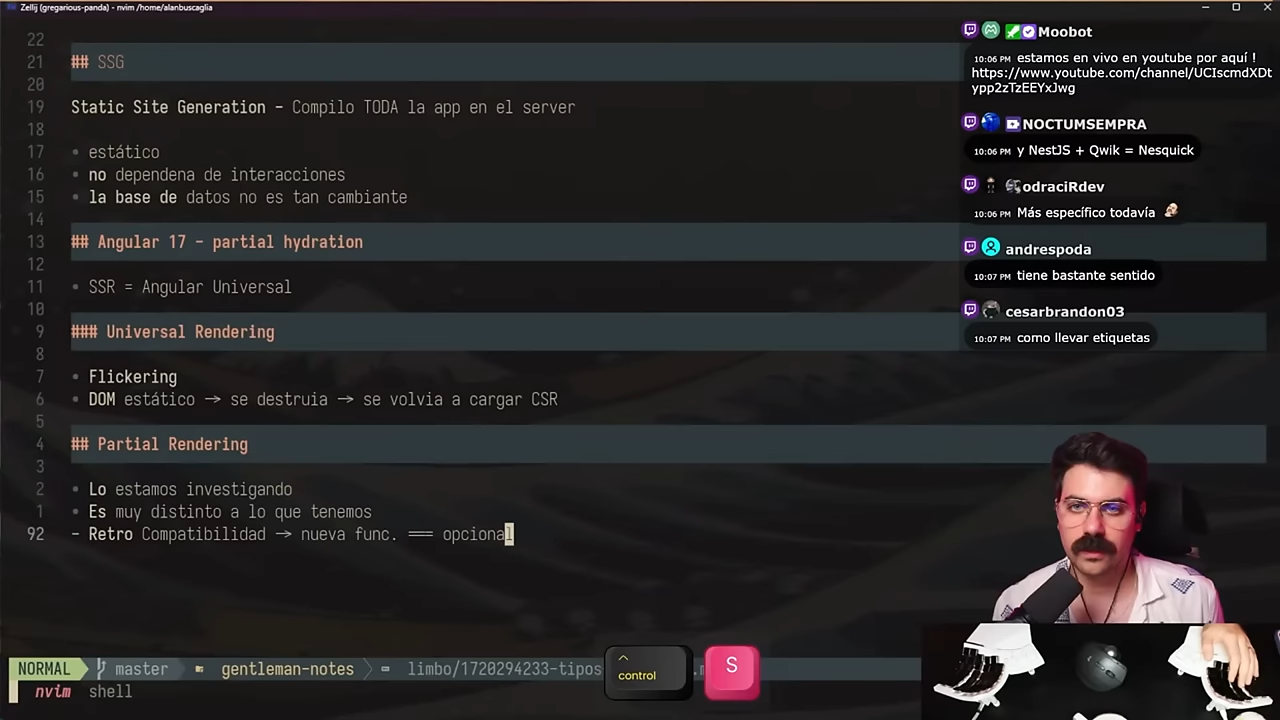 Zellij (gregarious-panda) - nvim /home/alanbuscaglia
22
21 ## SSG
20
19 Static Site Generation - Compilo TODA la app en el server
18
17 • estático
16 • no dependena de interacciones
15 • la base de datos no es tan cambiante
14
13 ## Angular 17 - partial hydration
12
11 • SSR = Angular Universal
10
9 ### Universal Rendering
8
7 • Flickering
6 • DOM estático → se destruia → se volvia a cargar CSR
5
4 ## Partial Rendering
3
2 • Lo estamos investigando
1 • Es muy distinto a lo que tenemos
92 - Retro Compatibilidad → nueva func. === opcional
NORMAL master gentleman-notes limbo/1720294233-tipos
nvim shell
^
control
S
Moobot
10:06 PM estamos en vivo en youtube por aquí !
https://www.youtube.com/channel/UCIscmdXDt
ypp2zTzEEYxJwg
NOCTUMSEMPRA
10:06 PM y NestJS + Qwik = Nesquick
odraciRdev
10:06 PM Más específico todavía
andrespoda
10:07 PM tiene bastante sentido
cesarbrandon03
10:07 PM como llevar etiquetas